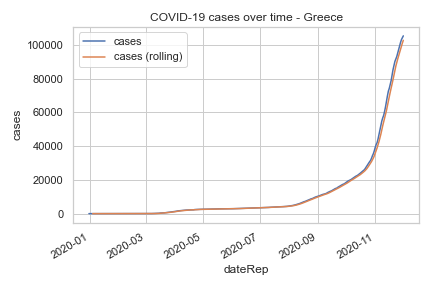 COVID-19 cases over time - Greece
cases
cases (rolling)
100000
80000
60000
40000
20000
0
cases
2020-01
2020-03
2020-05
2020-07
2020-09
2020-11
dateRep